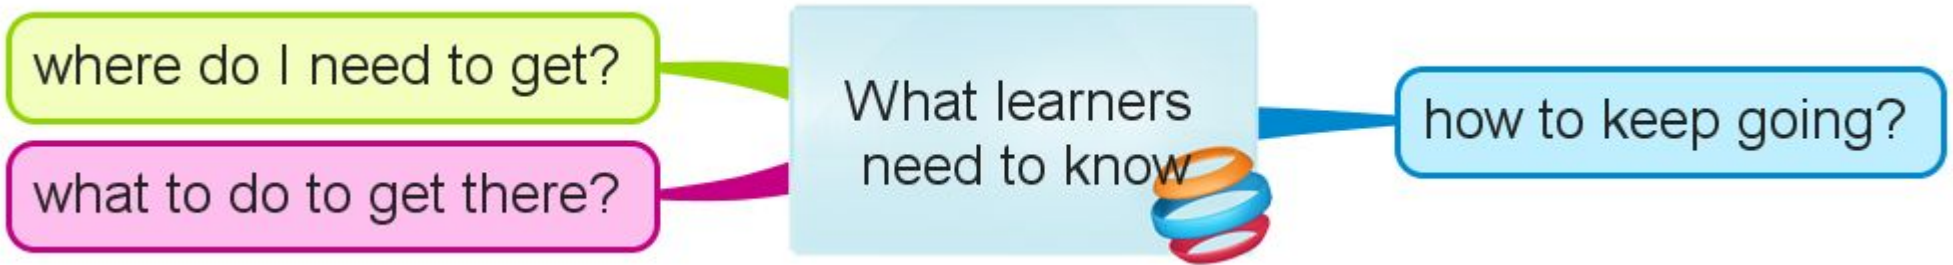 where do I need to get?
what to do to get there?
What learners
need to know
how to keep going?